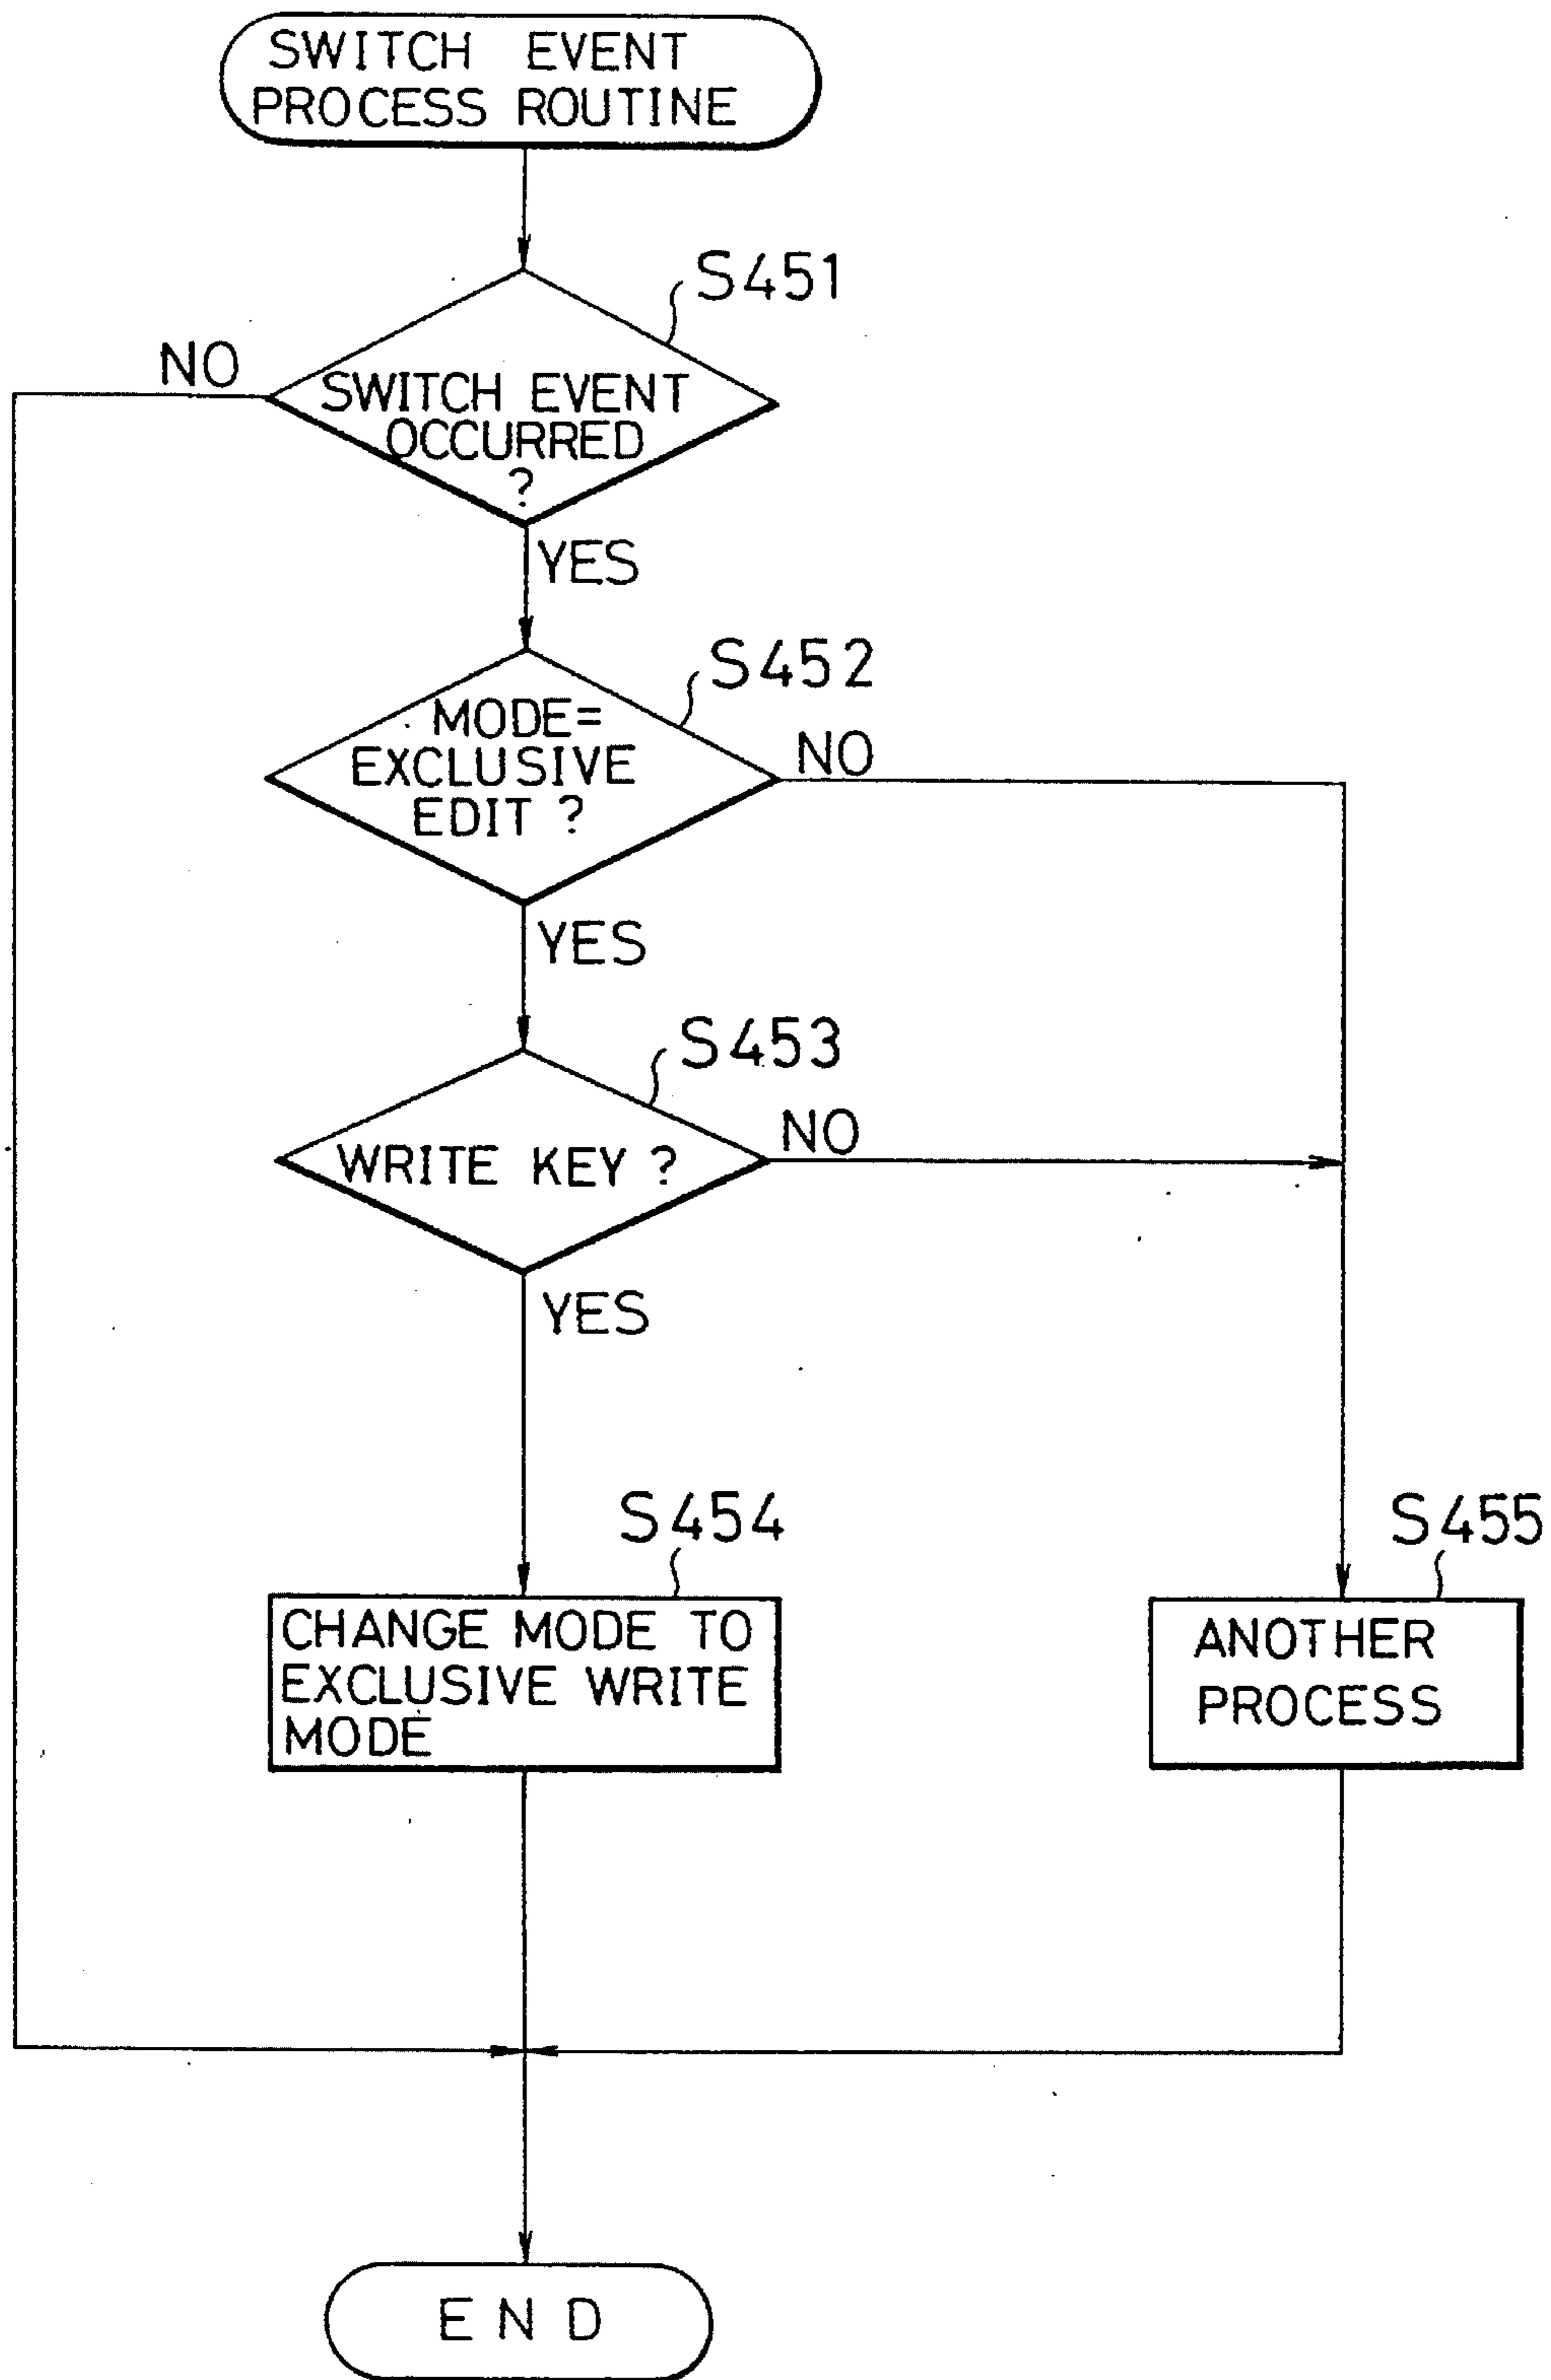 SWITCH EVENT
PROCESS ROUTINE
S451
NO
SWITCH EVENT
OCCURRED
?
YES
S452
MODE=
EXCLUSIVE
EDIT ?
NO
YES
S453
WRITE KEY ?
NO
YES
S454
CHANGE MODE TO
EXCLUSIVE WRITE
MODE
S455
ANOTHER
PROCESS
END